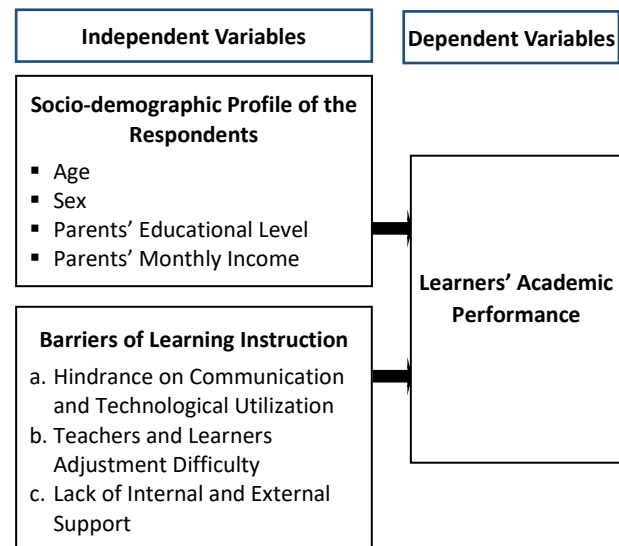 Independent Variables
Dependent Variables
Socio-demographic Profile of the
Respondents
▪ Age
▪ Sex
▪ Parents’ Educational Level
▪ Parents’ Monthly Income
Barriers of Learning Instruction
a. Hindrance on Communication
and Technological Utilization
b. Teachers and Learners
Adjustment Difficulty
c. Lack of Internal and External
Support
Learners’ Academic
Performance